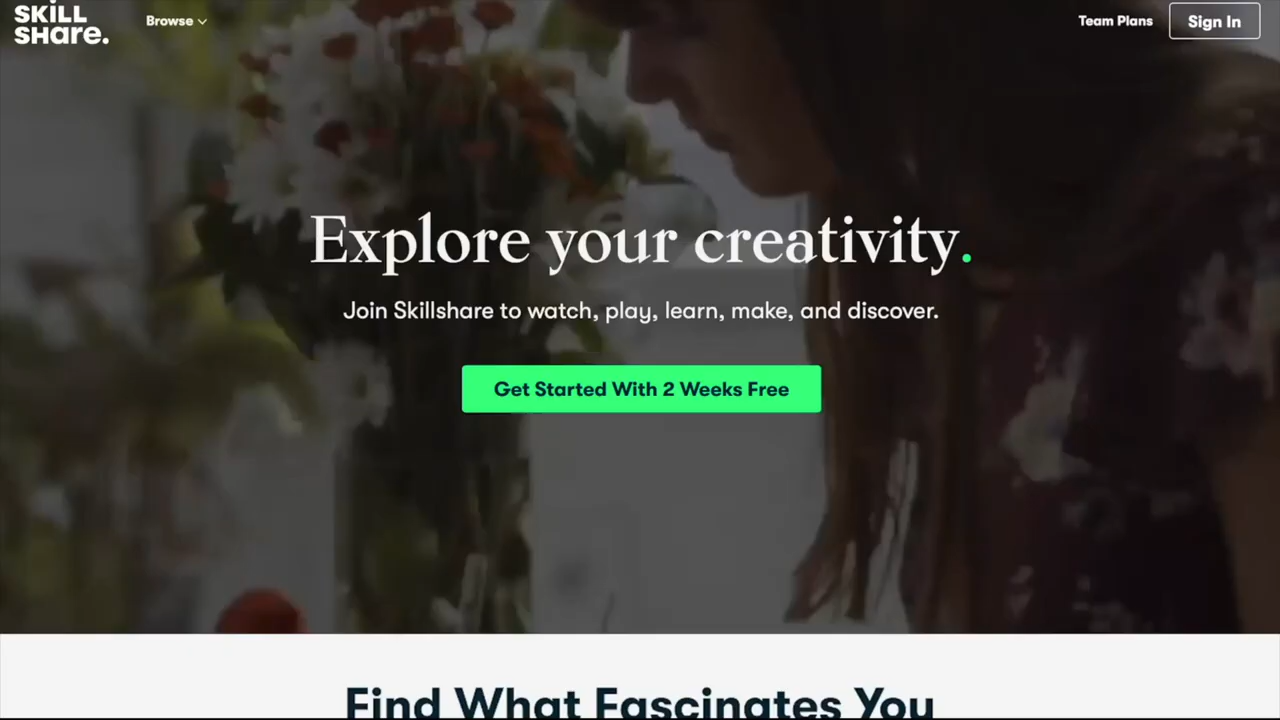 SKILL
SHare.
Browse
Team Plans
Sign In
Explore your creativity.
Join Skillshare to watch, play, learn, make, and discover.
Get Started With 2 Weeks Free
Find What Fascinates You